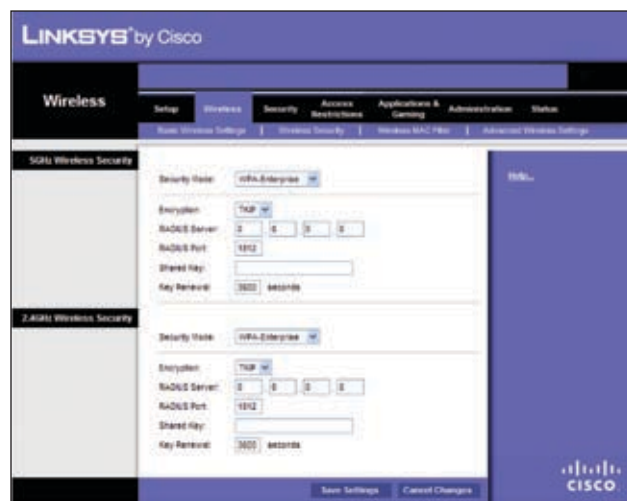 LINKSYS® by Cisco
Wireless
Setup Wireless Security Access Restrictions Applications & Gaming Administration Status
Basic Wireless Settings | Wireless Security | Wireless MAC Filter | Advanced Wireless Settings
5GHz Wireless Security
Help...
Security Mode: WPA-Enterprise
Encryption: TKIP
RADIUS Server: 0 0 0 0
RADIUS Port: 1812
Shared Key:
Key Renewal: 3600 seconds
2.4GHz Wireless Security
Security Mode: WPA-Enterprise
Encryption: TKIP
RADIUS Server: 0 0 0 0
RADIUS Port: 1812
Shared Key:
Key Renewal: 3600 seconds
Save Settings Cancel Changes
CISCO